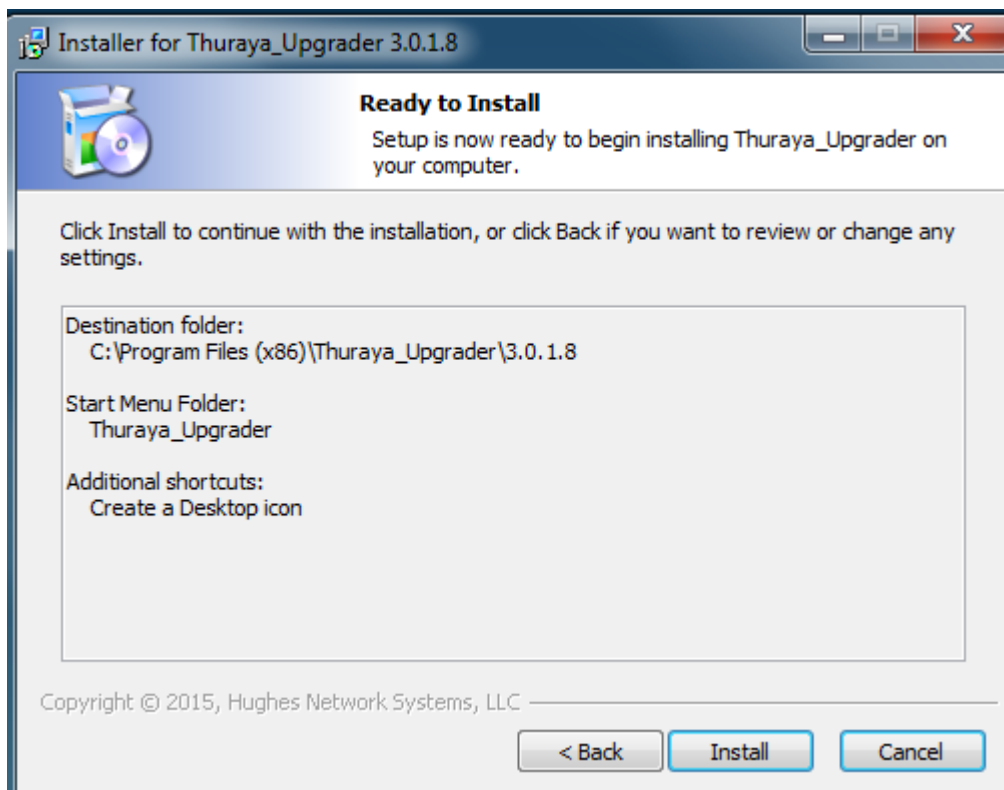 Installer for Thuraya_Upgrader 3.0.1.8
Ready to Install
Setup is now ready to begin installing Thuraya_Upgrader on
your computer.
Click Install to continue with the installation, or click Back if you want to review or change any
settings.
Destination folder:
C:\Program Files (x86)\Thuraya_Upgrader\3.0.1.8
Start Menu Folder:
Thuraya_Upgrader
Additional shortcuts:
Create a Desktop icon
Copyright © 2015, Hughes Network Systems, LLC
< Back Install Cancel